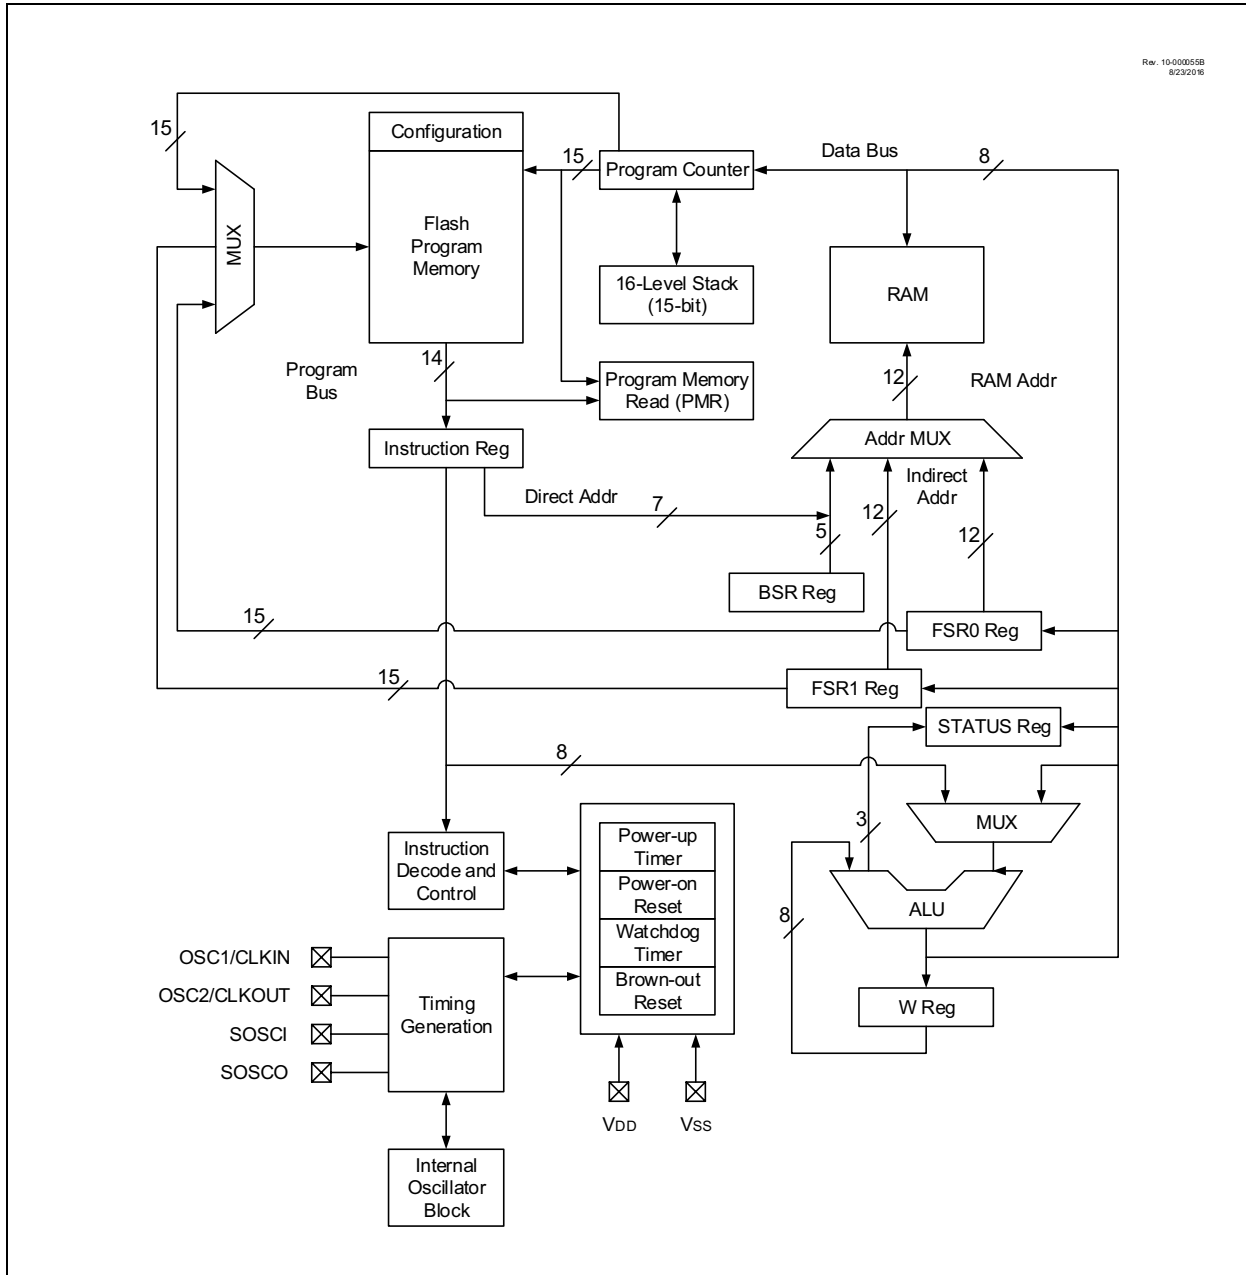 Rev. 10-000055B
8/23/2016
15
Configuration
15
Program Counter
Data Bus
8
MUX
Flash
Program
Memory
16-Level Stack
(15-bit)
RAM
Program
Bus
14
Program Memory
Read (PMR)
12
RAM Addr
Instruction Reg
Addr MUX
Direct Addr
7
Indirect
Addr
12
5
12
BSR Reg
15
FSR0 Reg
15
FSR1 Reg
STATUS Reg
8
3
MUX
Instruction
Decode and
Control
Power-up
Timer
Power-on
Reset
Watchdog
Timer
Brown-out
Reset
8
ALU
W Reg
OSC1/CLKIN
OSC2/CLKOUT
SOSCI
SOSCO
Timing
Generation
VDD
VSS
Internal
Oscillator
Block